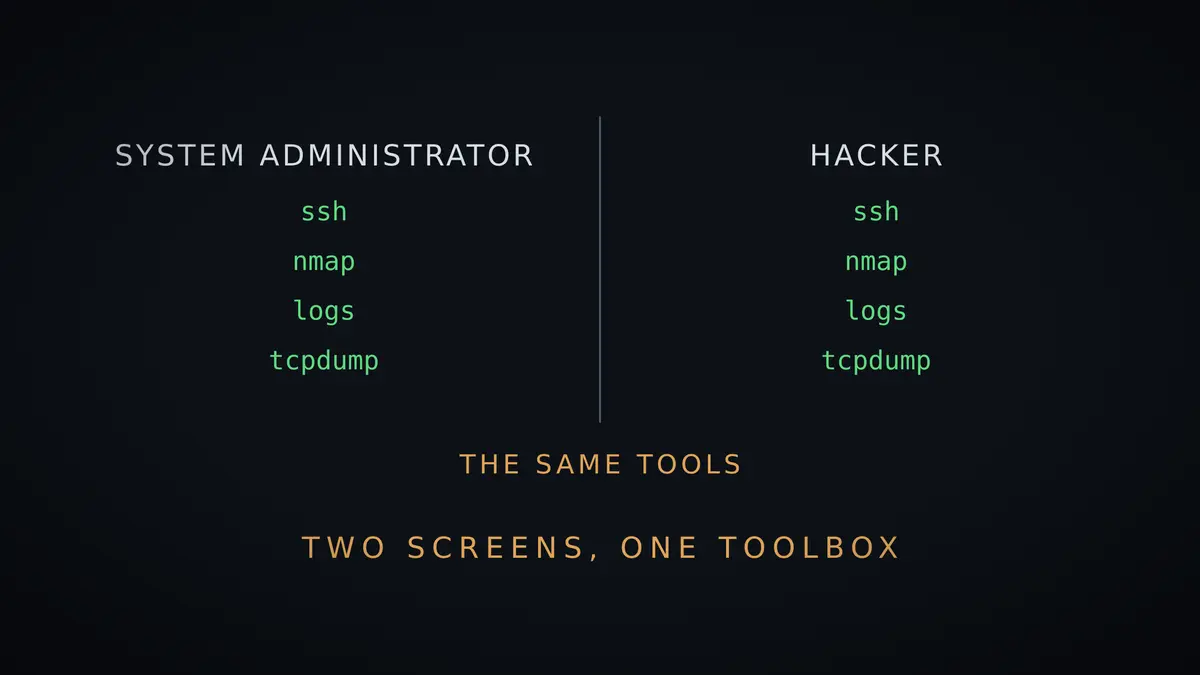 SYSTEM ADMINISTRATOR
ssh
nmap
logs
tcpdump
HACKER
ssh
nmap
logs
tcpdump
THE SAME TOOLS
TWO SCREENS, ONE TOOLBOX